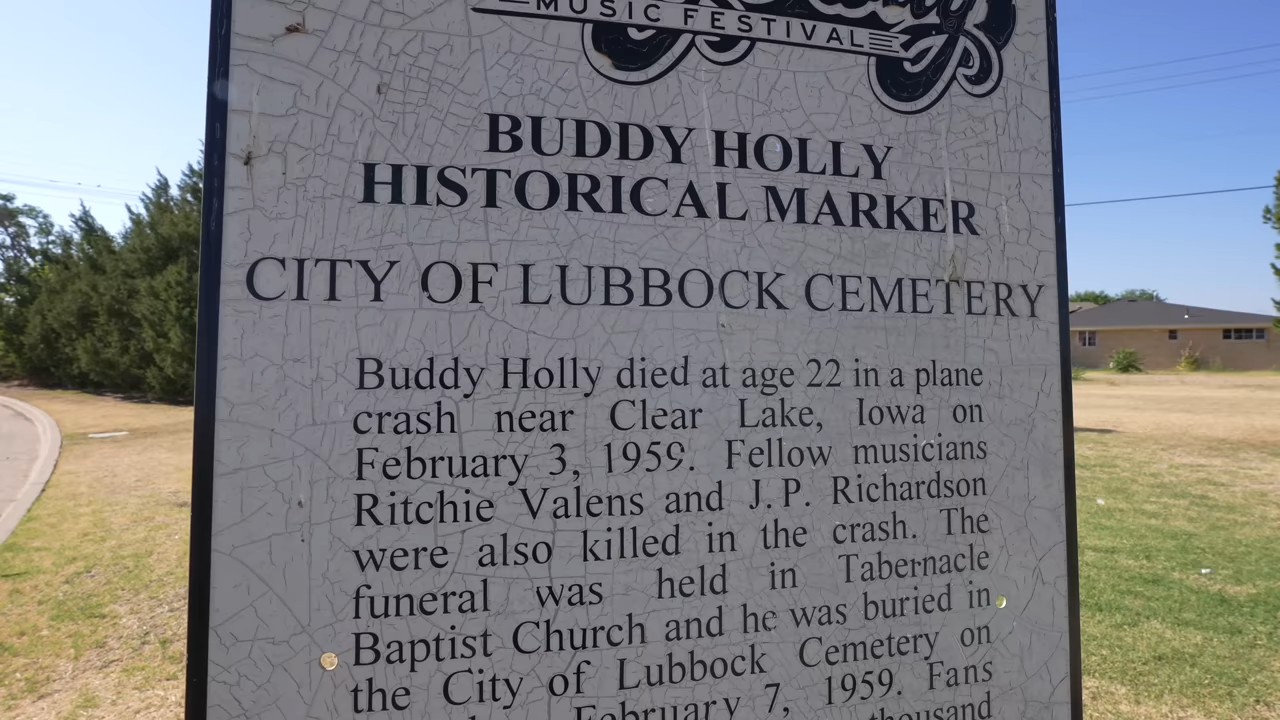 MUSIC FESTIVAL
BUDDY HOLLY
HISTORICAL MARKER
CITY OF LUBBOCK CEMETERY
Buddy Holly died at age 22 in a plane
crash near Clear Lake, Iowa on
February 3, 1959. Fellow musicians
Ritchie Valens and J.P. Richardson
were also killed in the crash. The
funeral was held in Tabernacle
Baptist Church and he was buried in
the City of Lubbock Cemetery on
February 7, 1959. Fans
thousand